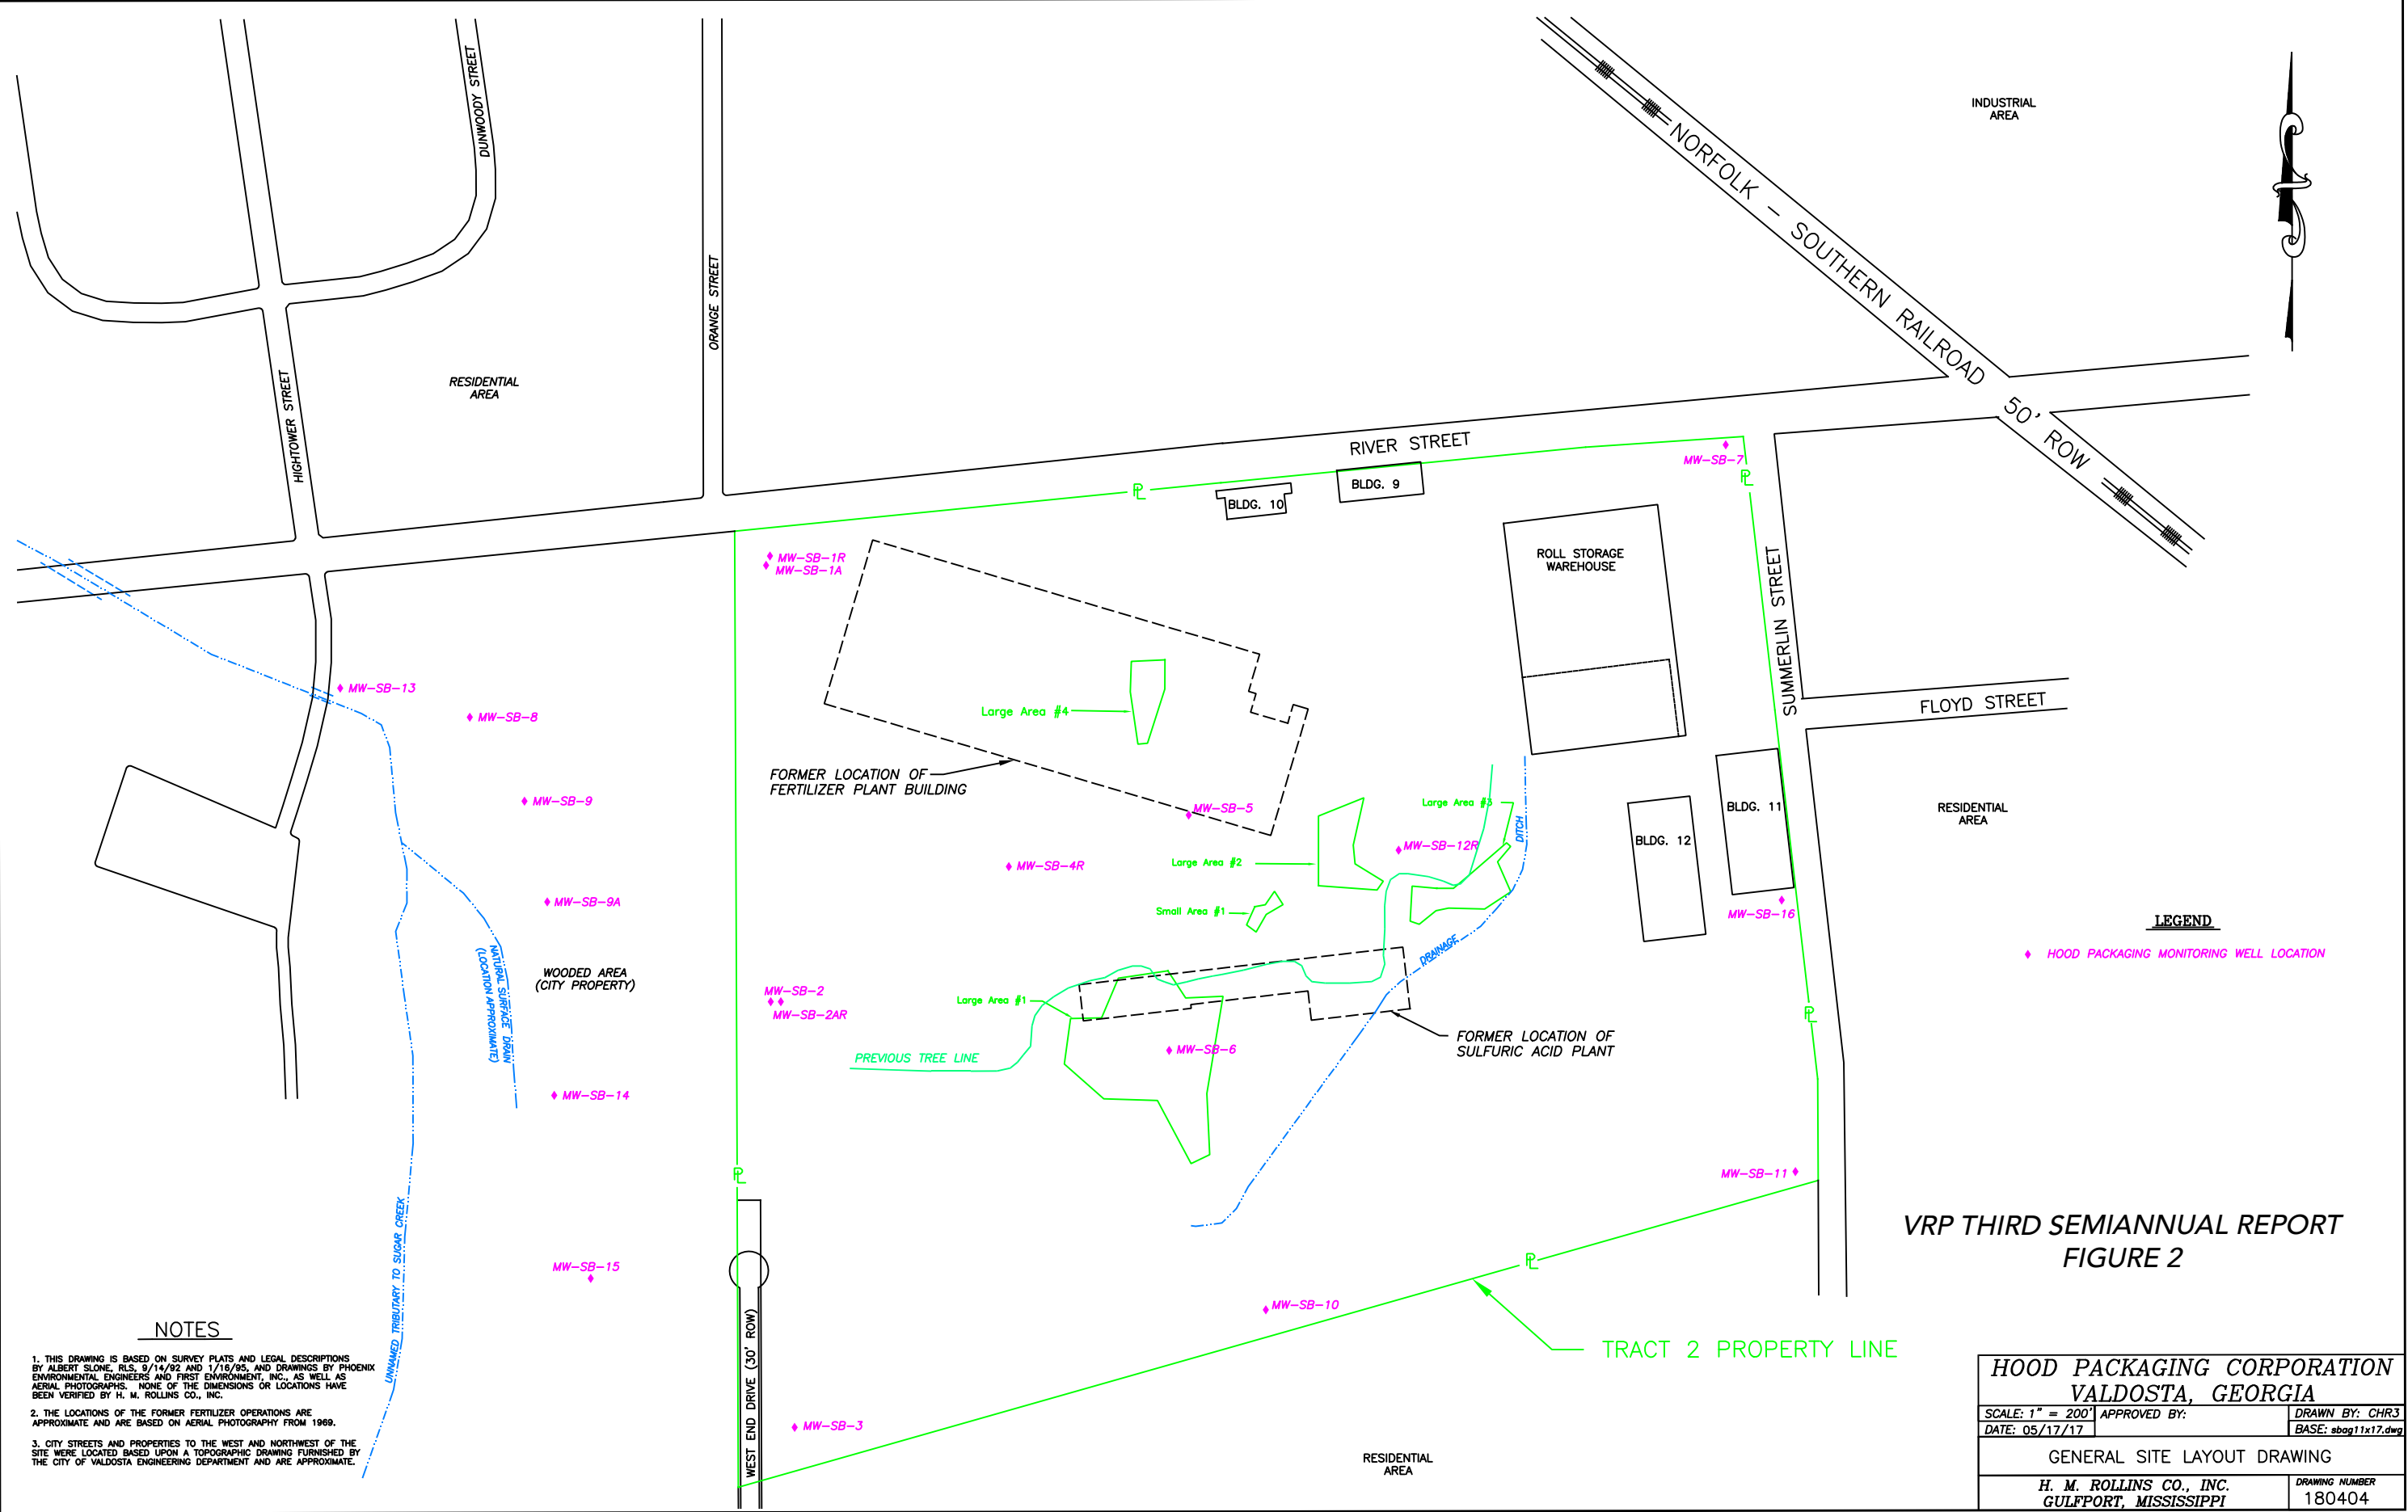 DUNWOODY STREET
INDUSTRIAL
AREA
NORFOLK - SOUTHERN RAILROAD
50' ROW
ORANGE STREET
HIGHTOWER STREET
RESIDENTIAL
AREA
RIVER STREET
MW-SB-7
PL
PL
BLDG. 9
BLDG. 10
ROLL STORAGE
WAREHOUSE
SUMMERLIN STREET
MW-SB-1R
MW-SB-1A
MW-SB-13
MW-SB-8
Large Area #4
FLOYD STREET
FORMER LOCATION OF
FERTILIZER PLANT BUILDING
MW-SB-9
MW-SB-5
Large Area #3
DITCH
BLDG. 11
BLDG. 12
RESIDENTIAL
AREA
MW-SB-4R
Large Area #2
MW-SB-12R
MW-SB-9A
Small Area #1
MW-SB-16
LEGEND
HOOD PACKAGING MONITORING WELL LOCATION
DRAINAGE
NATURAL SURFACE DRAIN
(LOCATION APPROXIMATE)
WOODED AREA
(CITY PROPERTY)
MW-SB-2
MW-SB-2AR
Large Area #1
PL
FORMER LOCATION OF
SULFURIC ACID PLANT
MW-SB-6
PREVIOUS TREE LINE
MW-SB-14
PL
MW-SB-11
UNNAMED TRIBUTARY TO SUGAR CREEK
VRP THIRD SEMIANNUAL REPORT
FIGURE 2
MW-SB-15
PL
MW-SB-10
WEST END DRIVE (30' ROW)
TRACT 2 PROPERTY LINE
MW-SB-3
RESIDENTIAL
AREA
NOTES
1. THIS DRAWING IS BASED ON SURVEY PLATS AND LEGAL DESCRIPTIONS
BY ALBERT SLONE, RLS, 9/14/92 AND 1/16/95, AND DRAWINGS BY PHOENIX
ENVIRONMENTAL ENGINEERS AND FIRST ENVIRONMENT, INC., AS WELL AS
AERIAL PHOTOGRAPHS. NONE OF THE DIMENSIONS OR LOCATIONS HAVE
BEEN VERIFIED BY H. M. ROLLINS CO., INC.
2. THE LOCATIONS OF THE FORMER FERTILIZER OPERATIONS ARE
APPROXIMATE AND ARE BASED ON AERIAL PHOTOGRAPHY FROM 1969.
3. CITY STREETS AND PROPERTIES TO THE WEST AND NORTHWEST OF THE
SITE WERE LOCATED BASED UPON A TOPOGRAPHIC DRAWING FURNISHED BY
THE CITY OF VALDOSTA ENGINEERING DEPARTMENT AND ARE APPROXIMATE.
HOOD PACKAGING CORPORATION
VALDOSTA, GEORGIA
SCALE: 1" = 200' APPROVED BY: DRAWN BY: CHR3
DATE: 05/17/17 BASE: sbag11x17.dwg
GENERAL SITE LAYOUT DRAWING
H. M. ROLLINS CO., INC.
GULFPORT, MISSISSIPPI
DRAWING NUMBER
180404